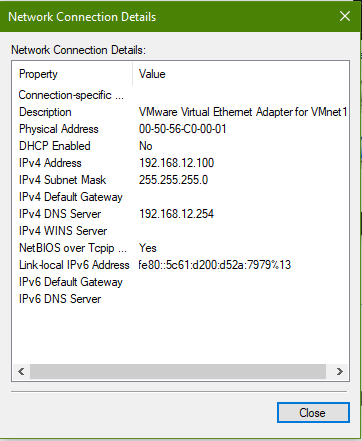 Network Connection Details
Network Connection Details:
Property Value
Connection-specific ...
Description VMware Virtual Ethernet Adapter for VMnet1
Physical Address 00-50-56-C0-00-01
DHCP Enabled No
IPv4 Address 192.168.12.100
IPv4 Subnet Mask 255.255.255.0
IPv4 Default Gateway
IPv4 DNS Server 192.168.12.254
IPv4 WINS Server
NetBIOS over Tcpip ... Yes
Link-local IPv6 Address fe80::5c61:d200:d52a:7979%13
IPv6 Default Gateway
IPv6 DNS Server
Close